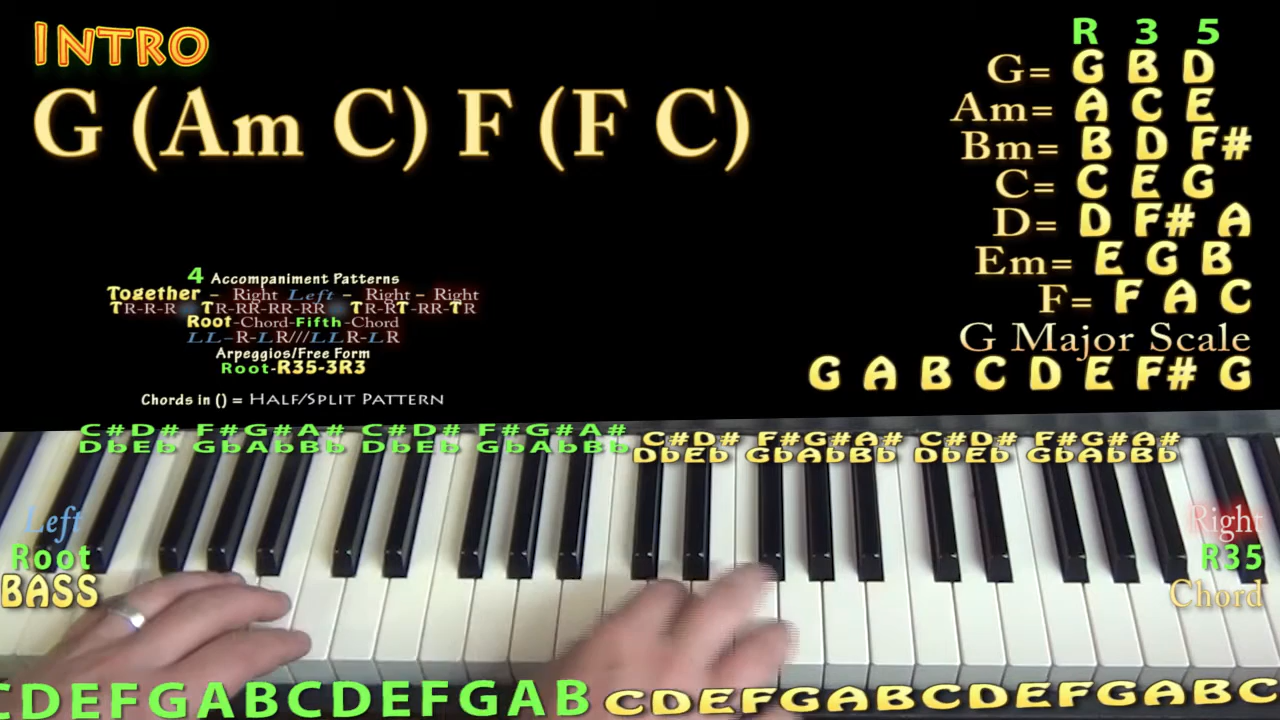 INTRO
G (Am C) F (F C)
R 3 5
G= G B D
Am= A C E
Bm= B D F#
C= C E G
D= D F# A
Em= E G B
F= F A C
G Major Scale
G A B C D E F# G
4 Accompaniment Patterns
Together - Right Left - Right - Right
TR-R-R TR-RR-RR-RR TR-RT-RR-TR
Root-Chord-Fifth-Chord
LL-R-LR///LLR-LR
Arpeggios/Free Form
Root-R35-3R3
Chords in () = HALF/SPLIT PATTERN
C#D# F#G#A# C#D# F#G#A# C#D# F#G#A# C#D# F#G#A#
DbEb GbAbBb DbEb GbAbBb DbEb GbAbBb DbEb GbAbBb
Left
Root
BASS
Right
R35
Chord
CDEFGABCDEFGAB CDEFGABCDEFGABC